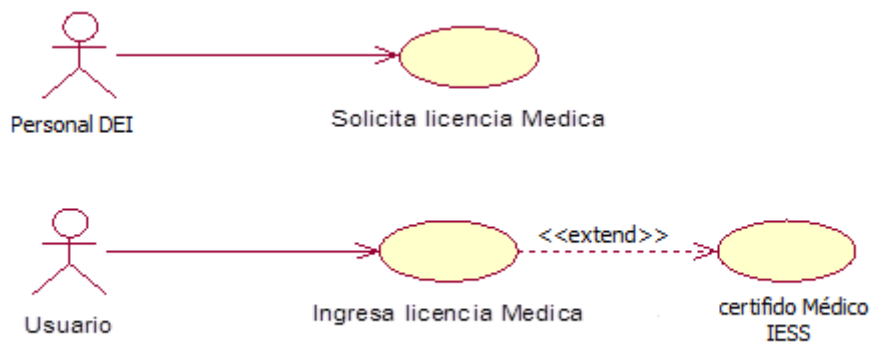 Personal DEI
Solicita licencia Medica
<<extend>>
Usuario
Ingresa licencia Medica
certifido Médico
IESS